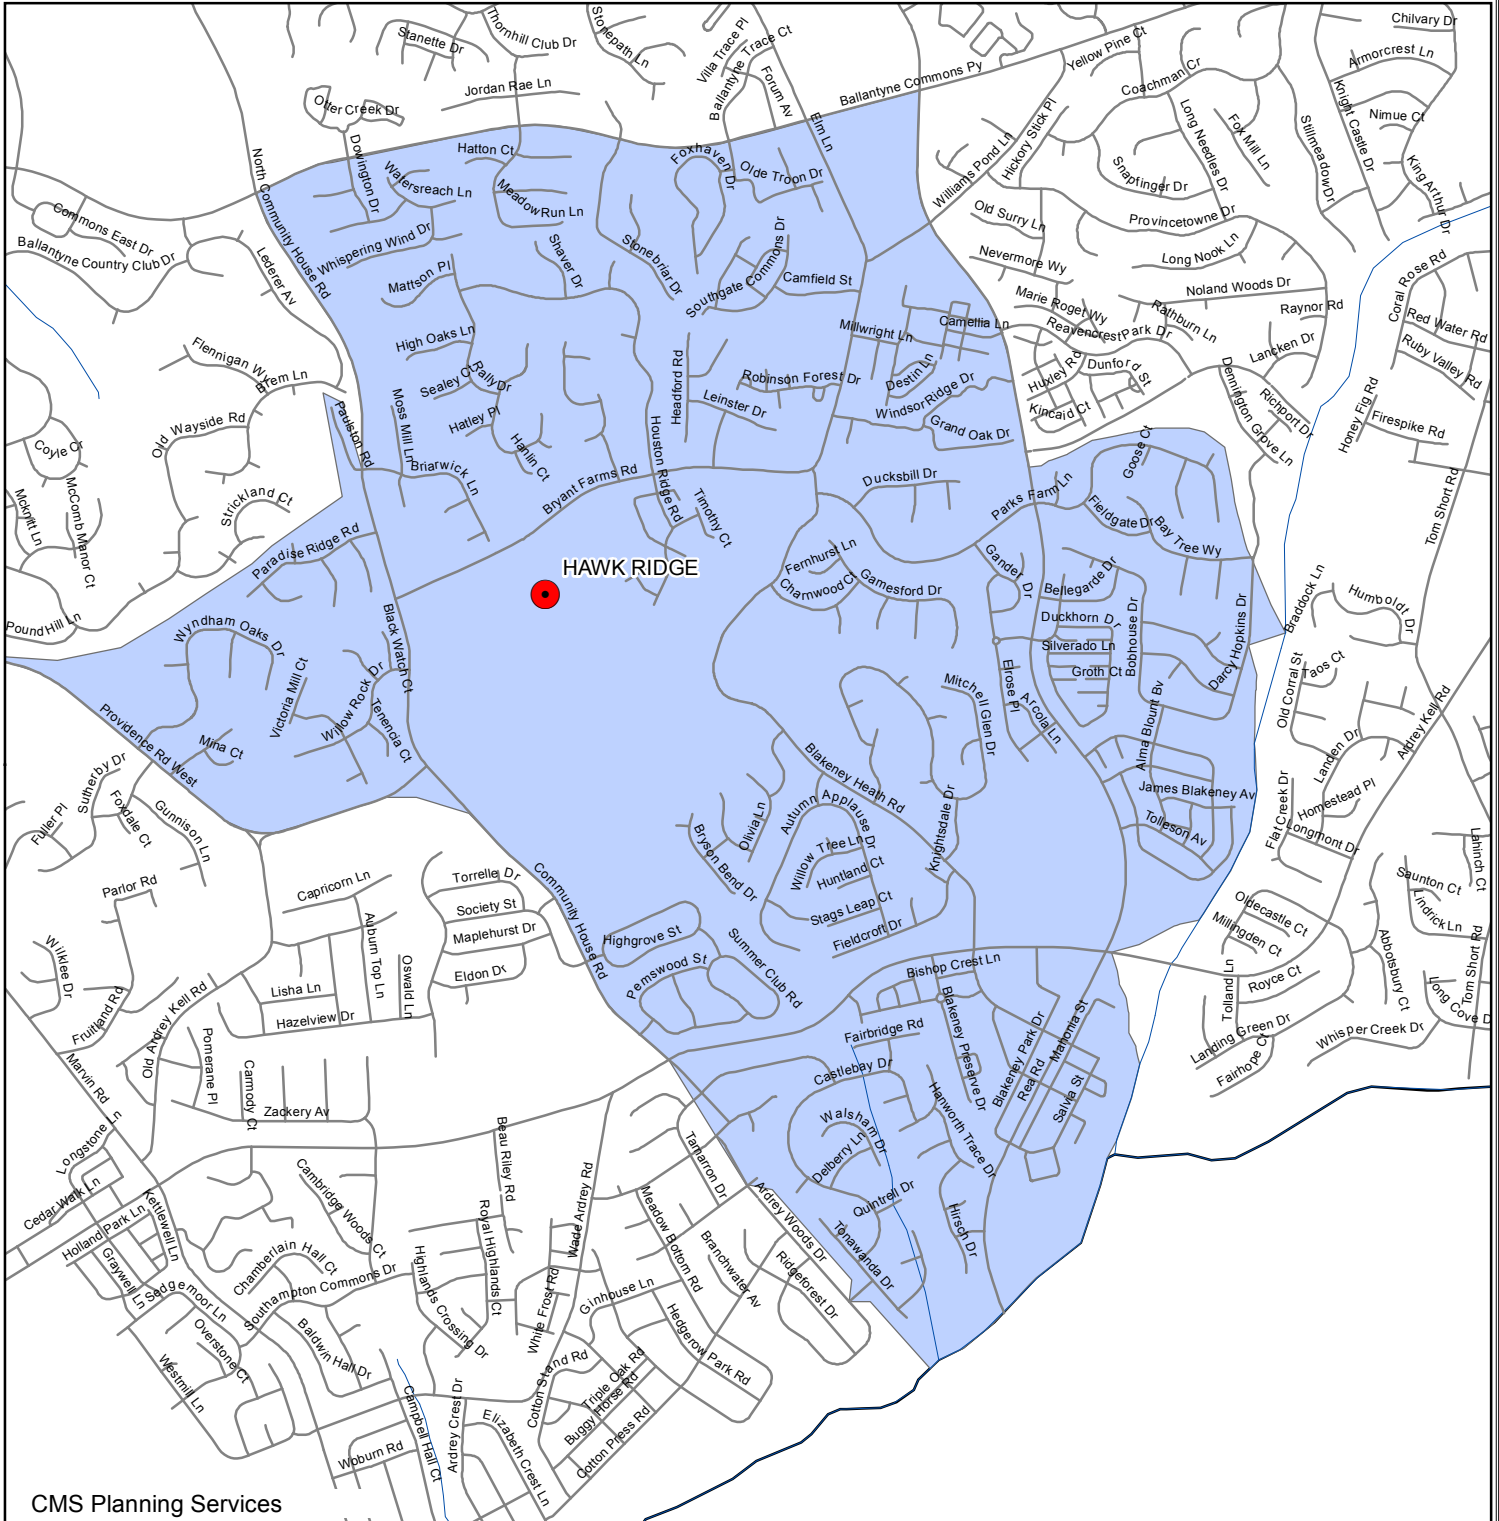 Chilvary Dr
Stanette Dr
Thornhill Club Dr
Stonepath Ln
Villa Trace Pl
Ballantyne Trace Ct
Forum Av
Elm Ln
Ballantyne Commons Py
Yellow Pine Ct
Coachman Cr
Armorcrest Ln
Knight Castle Dr
Nimue Ct
King Arthur Dr
Jordan Rae Ln
Otter Creek Dr
Dowington Dr
North Community House Rd
Hatton Ct
Watersreach Ln
Meadow Run Ln
Foxhaven Dr
Olde Troon Dr
Williams Pond Ln
Hickory Stick Pl
Long Needles Dr
Fox Mill Ln
Stillmeadow Dr
Snapfinger Dr
Provincetowne Dr
Old Surry Ln
Nevermore Wy
Long Nook Ln
Noland Woods Dr
Raynor Rd
Coral Rose Rd
Red Water Rd
Ruby Valley Rd
Commons East Dr
Ballantyne Country Club Dr
Lederer Av
Whispering Wind Dr
Mattson Pl
Shaver Dr
Stonebriar Dr
Southgate Commons Dr
Camfield St
Marie Roget Wy
Reavencrest Park Dr
Rathburn Ln
Lancken Dr
Flennigan Wy
Brem Ln
High Oaks Ln
Sealey Ct
Rally Dr
Hatley Pl
Hanlin Ct
Moss Mill Ln
Paulston Rd
Briarwick Ln
Headford Rd
Leinster Dr
Robinson Forest Dr
Millwright Ln
Camellia Ln
Destin Ln
Windsor Ridge Dr
Grand Oak Dr
Huxley Rd
Dunford St
Kincaid Ct
Dennington Grove Ln
Richport Dr
Honey Fig Rd
Firespike Rd
Tom Short Rd
Coyle Cr
Old Wayside Rd
Mcknitt Ln
McComb Manor Ct
Strickland Ct
Paradise Ridge Rd
Bryant Farms Rd
Houston Ridge Rd
Timothy Ct
Ducksbill Dr
Parks Farm Ln
Goose Ct
Fieldgate Dr
Bay Tree Wy
HAWK RIDGE
Fernhurst Ln
Charnwood Ct
Gamesford Dr
Gander Dr
Bellegarde Dr
Duckhorn Dr
Silverado Ln
Groth Ct
Bobhouse Dr
Darcy Hopkins Dr
Braddock Ln
Humboldt Dr
Taos Ct
Old Corral St
Pound Hill Ln
Wyndham Oaks Dr
Black Watch Ct
Victoria Mill Ct
Willow Rock Dr
Tenencia Ct
Mina Ct
Providence Rd West
Mitchell Glen Dr
Elrose Pl
Arcola Ln
Alma Blount Bv
James Blakeney Av
Tolleson Av
Landen Dr
Ardrey Kell Rd
Homestead Pl
Flat Creek Dr
Longmont Dr
Sutherby Dr
Fuller Pl
Foxdale Ct
Gunnison Ln
Blakeney Heath Rd
Autumn Applause Dr
Olivia Ln
Bryson Bend Dr
Willow Tree Ln
Huntland Ct
Stags Leap Ct
Fieldcroft Dr
Knightsdale Dr
Lahinch Ct
Saunton Ct
Lindrick Ln
Parlor Rd
Capricorn Ln
Torrelle Dr
Society St
Maplehurst Dr
Eldon Dr
Auburn Top Ln
Oswald Ln
Community House Rd
Highgrove St
Pemswood St
Summer Club Rd
Bishop Crest Ln
Oldecastle Ct
Millingden Ct
Royce Ct
Tolland Ln
Abbotsbury Ct
Long Cove D
Tom Short Rd
Wilklee Dr
Fruitland Rd
Old Ardrey Kell Rd
Lisha Ln
Hazelview Dr
Fairbridge Rd
Blakeney Preserve Dr
Blakeney Park Dr
Rea Rd
Mahonia St
Salvia St
Landing Green Dr
Fairhope Ct
Whisper Creek Dr
Marvin Rd
Pomerane Pl
Carmody Ct
Zackery Av
Castlebay Dr
Walsham Dr
Delberry Ln
Hanworth Trace Dr
Quintrell Dr
Hirsch Dr
Tonawanda Dr
Longstone Ln
Cedar Walk Ln
Holland Park Ln
Kettlewell Ln
Graywell Ln
Sedgemoor Ln
Cambridge Woods Ct
Chamberlain Hall Ct
Southampton Commons Dr
Beau Riley Rd
Royal Highlands Ct
Highlands Crossing Dr
Wade Ardrey Rd
White Frost Rd
Ginhouse Ln
Meadow Bottom Rd
Tamarron Dr
Ardrey Woods Dr
Branchwater Av
Ridgeforest Dr
Hedgerow Park Rd
Overstone Ct
Westmill Ln
Baldwin Hall Dr
Campbell Hall Ct
Woburn Rd
Ardrey Crest Dr
Elizabeth Crest Ln
Cotton Stand Rd
Triple Oak Rd
Buggy Horse Rd
Cotton Press Rd
CMS Planning Services